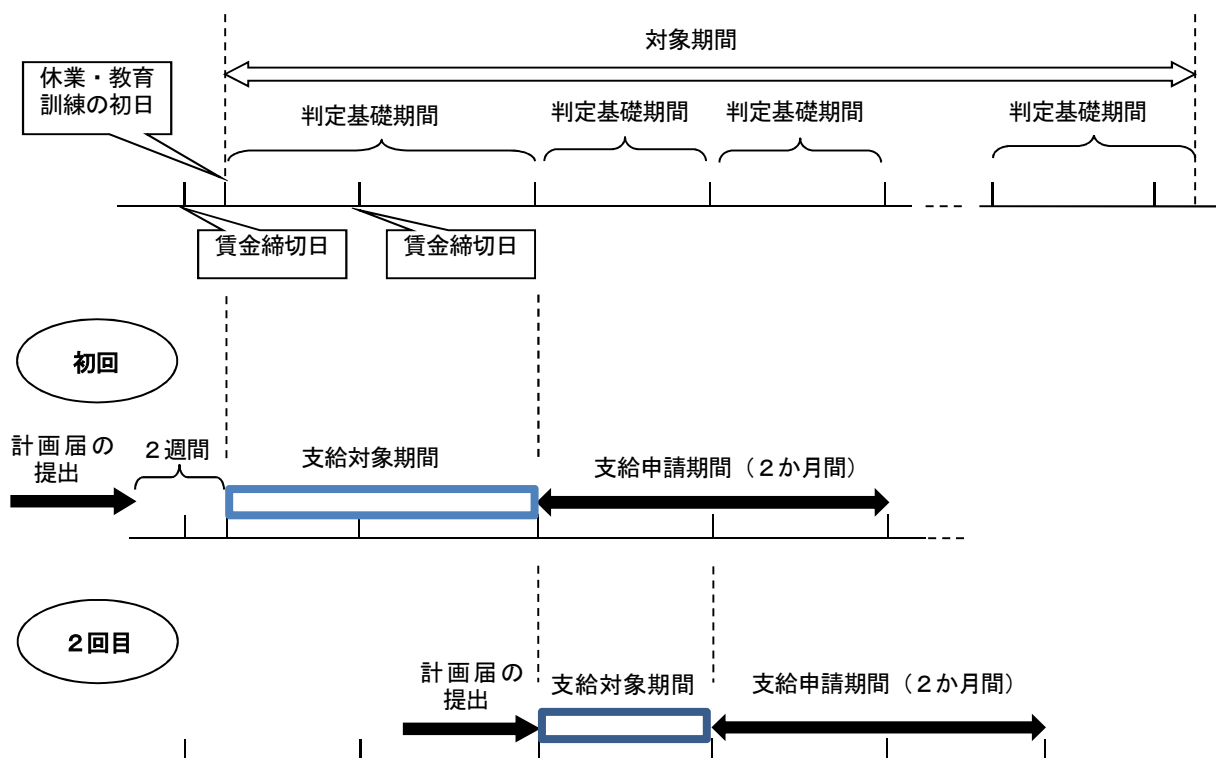 対象期間
休業・教育
訓練の初日
判定基礎期間
判定基礎期間
判定基礎期間
判定基礎期間
賃金締切日
賃金締切日
初回
計画届の
提出
２週間
支給対象期間
支給申請期間（２か月間）
２回目
計画届の
提出
支給対象期間
支給申請期間（２か月間）